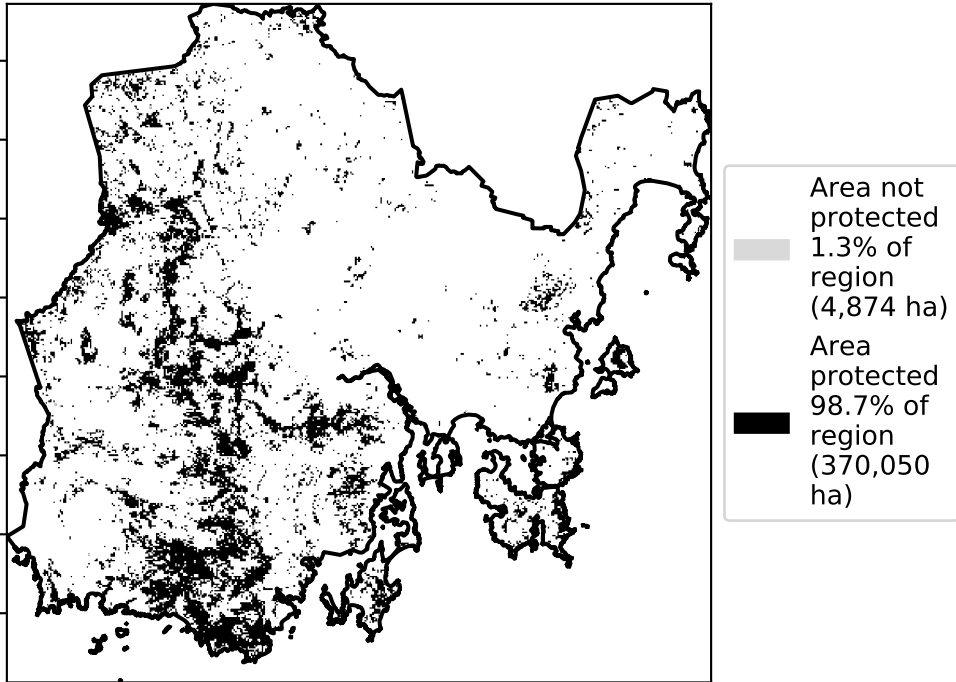 Area not
protected
1.3% of
region
(4,874 ha)
Area
protected
98.7% of
region
(370,050
ha)